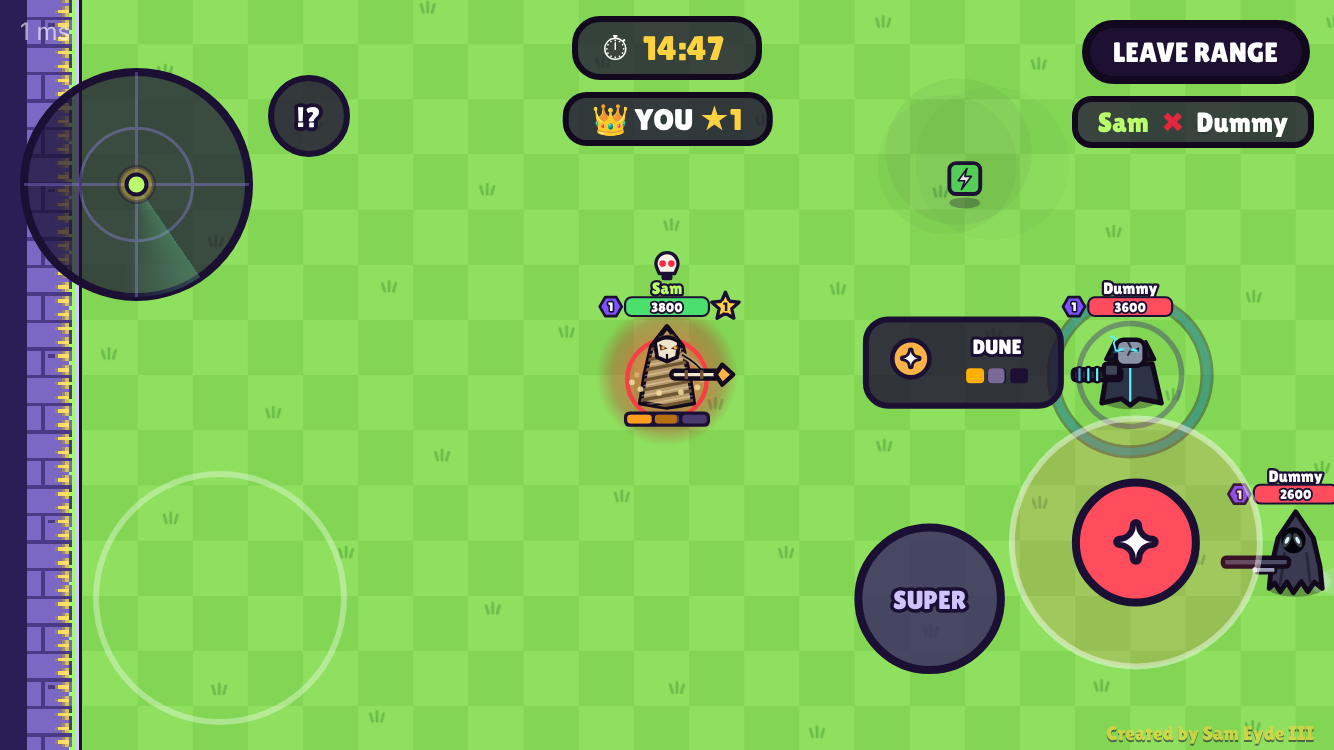 1 ms
14:47
LEAVE RANGE
!?
YOU ★1
Sam ✖ Dummy
Sam
1 3800 1
Dummy
1 3600
DUNE
Dummy
1 2600
SUPER
Created by Sam Eyde III